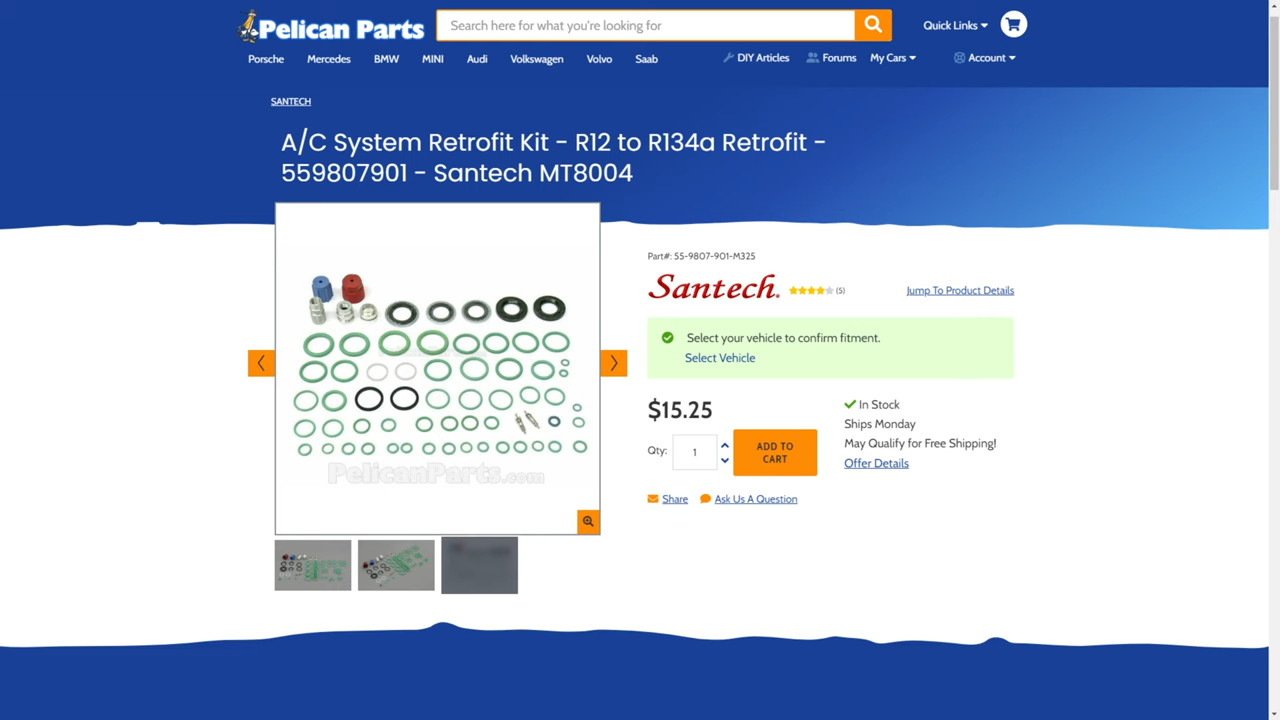 Pelican Parts
Search here for what you're looking for
Quick Links
Porsche Mercedes BMW MINI Audi Volkswagen Volvo Saab
DIY Articles Forums My Cars Account
SANTECH
A/C System Retrofit Kit - R12 to R134a Retrofit -
559807901 - Santech MT8004
Part#: 55-9807-901-M325
Santech.
(5)
Jump To Product Details
Select your vehicle to confirm fitment.
Select Vehicle
$15.25
In Stock
Ships Monday
May Qualify for Free Shipping!
Offer Details
Qty: 1
ADD TO
CART
Share Ask Us A Question
PelicanParts.com